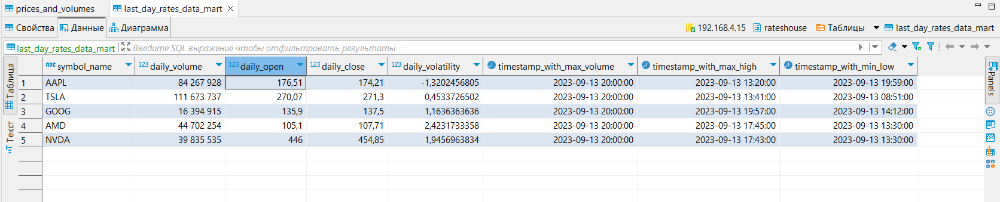 prices_and_volumes last_day_rates_data_mart
Свойства Данные Диаграмма 192.168.4.15 rateshouse Таблицы last_day_rates_data_mart
last_day_rates_data_mart Введите SQL выражение чтобы отфильтровать результаты
Таблица
Текст
ABC symbol_name 123 daily_volume 123 daily_open 123 daily_close 123 daily_volatility timestamp_with_max_volume timestamp_with_max_high timestamp_with_min_low
1 AAPL 84 267 928 176,51 174,21 -1,3202456805 2023-09-13 20:00:00 2023-09-13 13:20:00 2023-09-13 19:59:00
2 TSLA 111 673 737 270,07 271,3 0,4533726502 2023-09-13 20:00:00 2023-09-13 13:41:00 2023-09-13 08:51:00
3 GOOG 16 394 915 135,9 137,5 1,1636363636 2023-09-13 20:00:00 2023-09-13 19:57:00 2023-09-13 14:12:00
4 AMD 44 702 254 105,1 107,71 2,4231733358 2023-09-13 20:00:00 2023-09-13 17:45:00 2023-09-13 13:30:00
5 NVDA 39 835 535 446 454,85 1,9456963834 2023-09-13 20:00:00 2023-09-13 17:43:00 2023-09-13 13:30:00
Panels